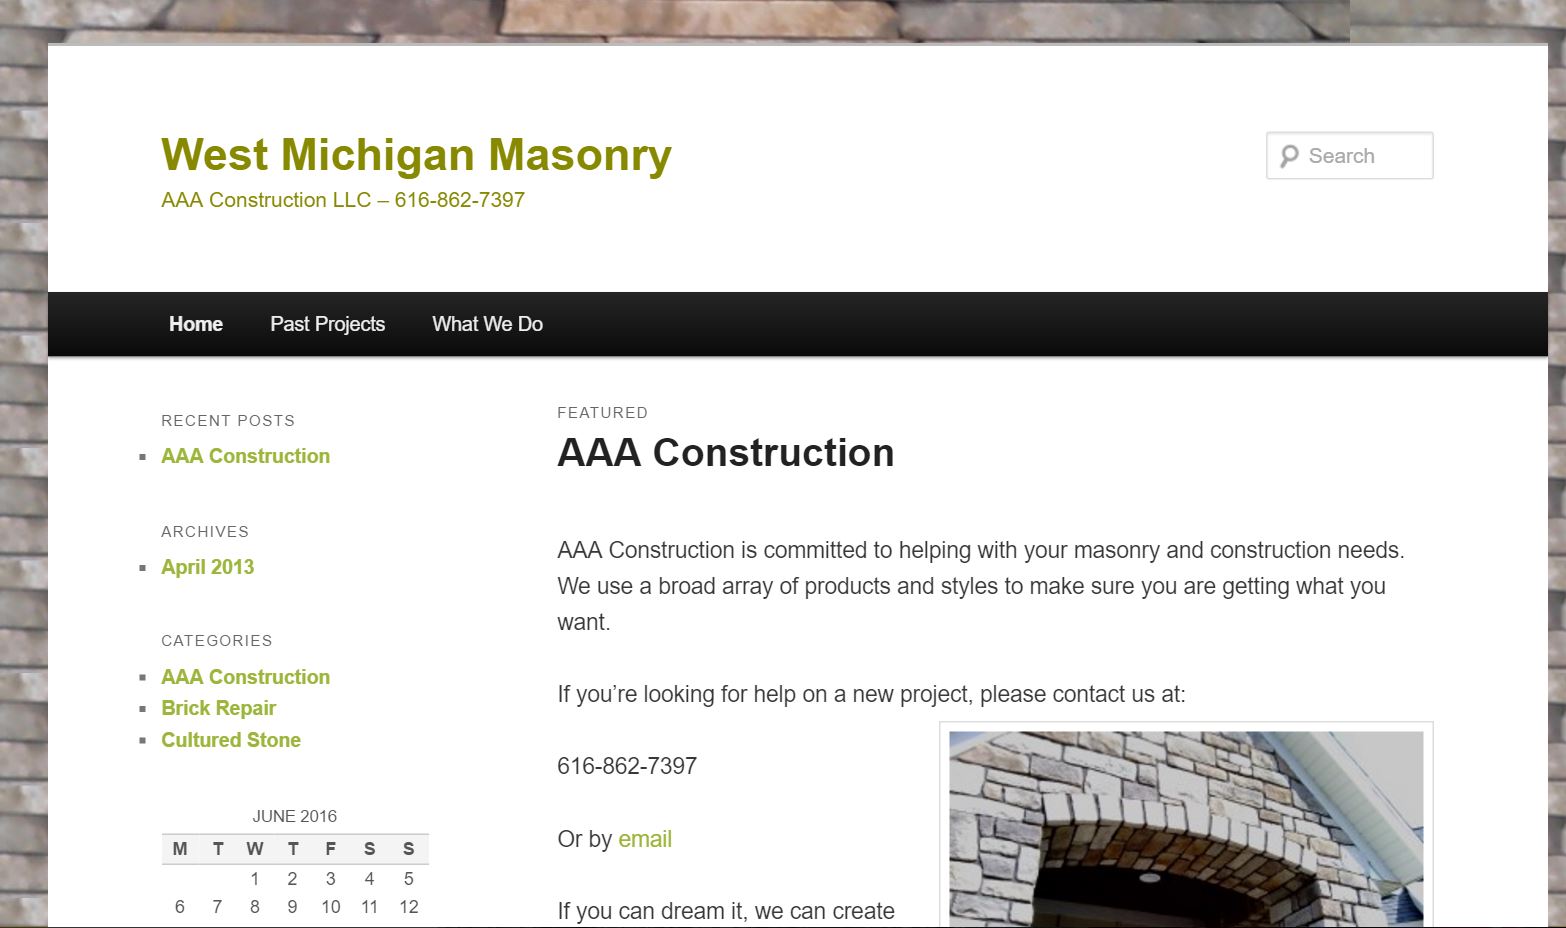 West Michigan Masonry
AAA Construction LLC – 616-862-7397
Search
Home Past Projects What We Do
RECENT POSTS
AAA Construction
ARCHIVES
April 2013
CATEGORIES
AAA Construction
Brick Repair
Cultured Stone
JUNE 2016
M T W T F S S
1 2 3 4 5
6 7 8 9 10 11 12
FEATURED
AAA Construction
AAA Construction is committed to helping with your masonry and construction needs.
We use a broad array of products and styles to make sure you are getting what you
want.
If you’re looking for help on a new project, please contact us at:
616-862-7397
Or by email
If you can dream it, we can create